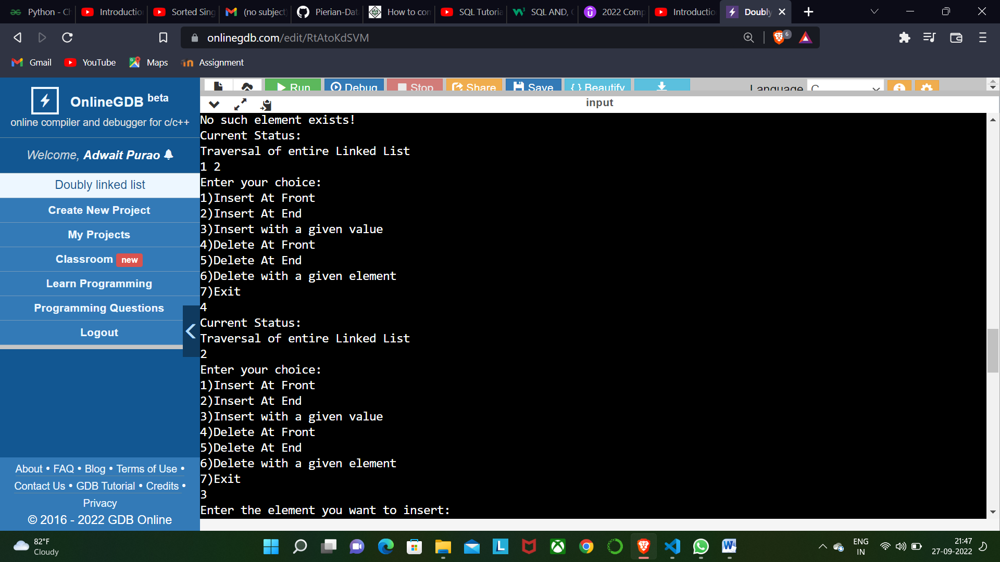 Python - Ch
Introduction
Sorted Sing
(no subject)
Pierian-Data
How to con
SQL Tutoria
SQL AND,
2022 Comp
Introductio
Doubly
onlinegdb.com/edit/RtAtoKdSVM
6
Gmail
YouTube
Maps
Assignment
OnlineGDB beta
online compiler and debugger for c/c++
Welcome, Adwait Purao
Doubly linked list
Create New Project
My Projects
Classroom new
Learn Programming
Programming Questions
Logout
About • FAQ • Blog • Terms of Use •
Contact Us • GDB Tutorial • Credits •
Privacy
© 2016 - 2022 GDB Online
Run
Debug
Stop
Share
Save
{ } Beautify
Language C
input
No such element exists!
Current Status:
Traversal of entire Linked List
1 2
Enter your choice:
1)Insert At Front
2)Insert At End
3)Insert with a given value
4)Delete At Front
5)Delete At End
6)Delete with a given element
7)Exit
4
Current Status:
Traversal of entire Linked List
2
Enter your choice:
1)Insert At Front
2)Insert At End
3)Insert with a given value
4)Delete At Front
5)Delete At End
6)Delete with a given element
7)Exit
3
Enter the element you want to insert:
82°F
Cloudy
ENG
IN
21:47
27-09-2022